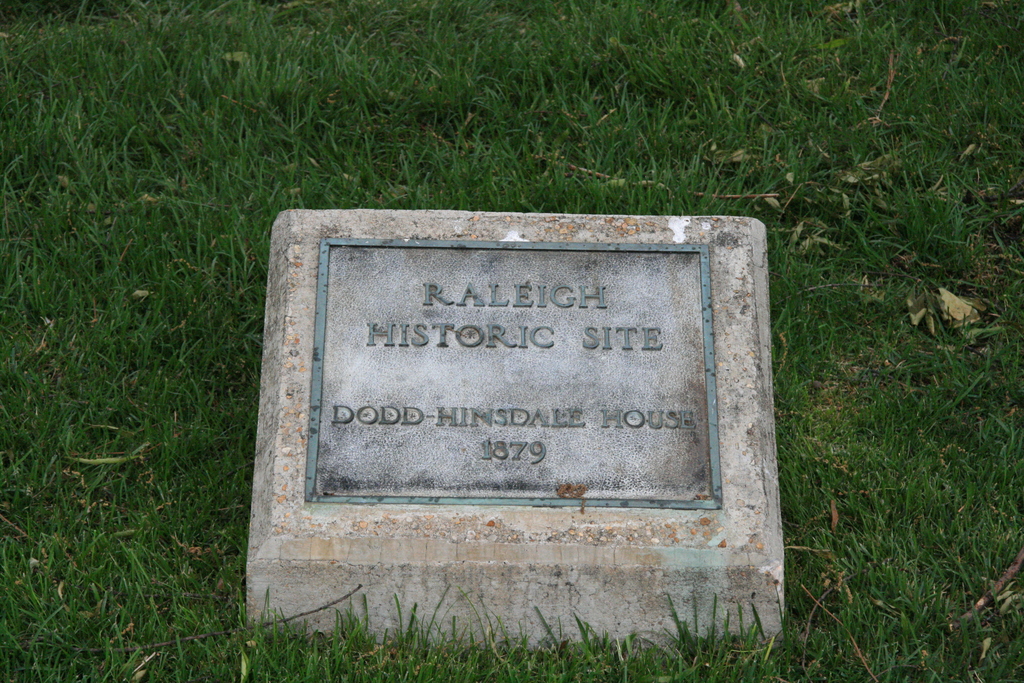 RALEIGH
HISTORIC SITE
DODD-HINSDALE HOUSE
1879